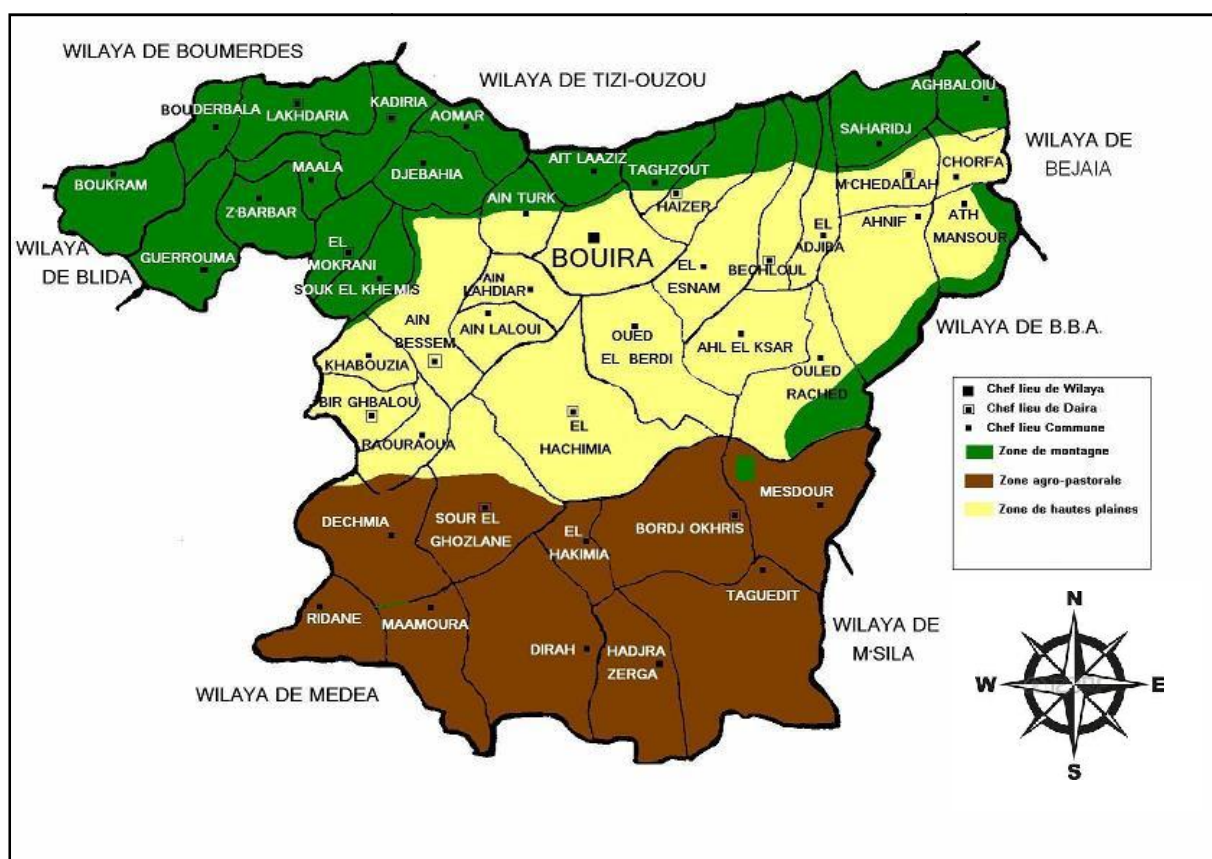 WILAYA DE BOUMERDES
WILAYA DE TIZI-OUZOU
AGHBALOIU
BOUDERBALA
LAKHDARIA
KADIRIA
AOMAR
SAHARIDJ
WILAYA DE
BEJAIA
BOUKRAM
MAALA
DJEBAHIA
AIT LAAZIZ
TAGHZOUT
CHORFA
M'CHEDALLAH
Z'BARBAR
AIN TURK
HAIZER
AHNIF
ATH
MANSOUR
WILAYA
DE BLIDA
GUERROUMA
EL
MOKRANI
SOUK EL KHEMIS
BOUIRA
EL
ADJIBA
BECHLOUL
EL
ESNAM
AIN
LAHDIAR
AIN
BESSEM
AIN LALOUI
OUED
EL BERDI
AHL EL KSAR
WILAYA DE B.B.A.
KHABOUZIA
OULED
RACHED
BIR GHBALOU
RAOURAOUA
EL
HACHIMIA
Chef lieu de Wilaya
Chef lieu de Daira
Chef lieu Commune
Zone de montagne
Zone agro-pastorale
Zone de hautes plaines
MESDOUR
DECHMIA
SOUR EL
GHOZLANE
EL
HAKIMIA
BORDJ OKHRIS
TAGUEDIT
RIDANE
MAAMOURA
DIRAH
HADJRA
ZERGA
WILAYA DE
M'SILA
WILAYA DE MEDEA
N
W
E
S